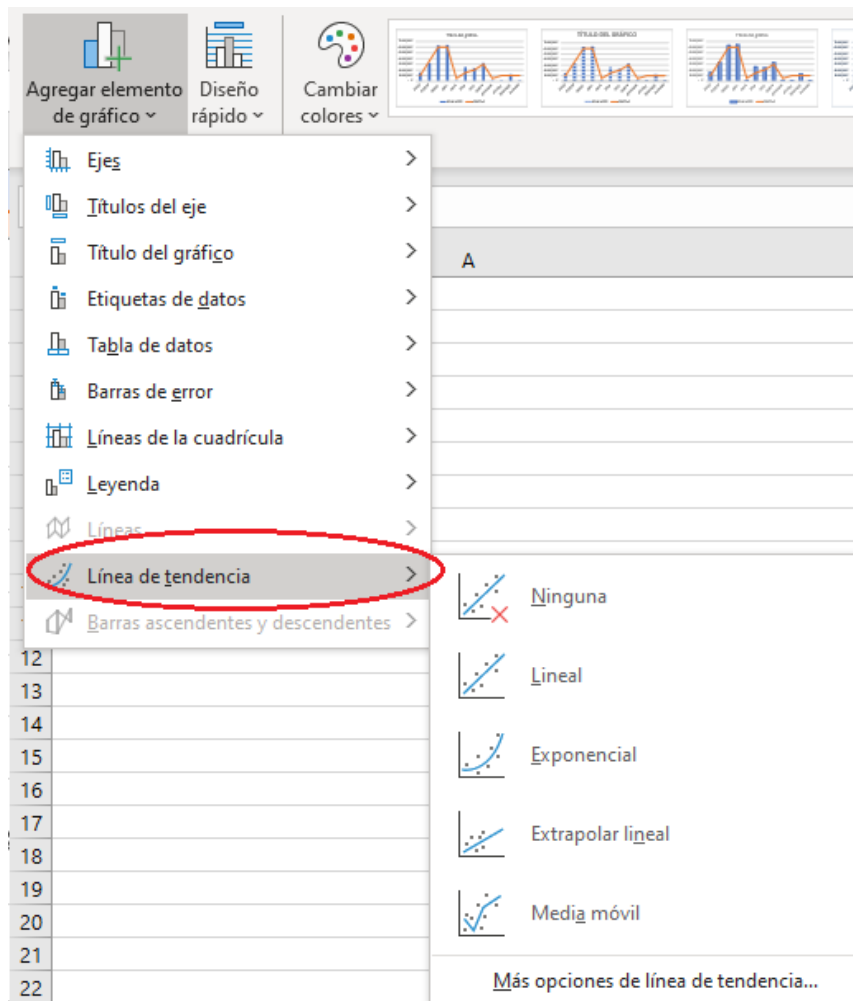 Agregar elemento
de gráfico
Diseño
rápido
Cambiar
colores
TÍTULO DEL GRÁFICO
Ejes
Títulos del eje
Título del gráfico
Etiquetas de datos
Tabla de datos
Barras de error
Líneas de la cuadrícula
Leyenda
Líneas
Línea de tendencia
Barras ascendentes y descendentes
A
Ninguna
Lineal
Exponencial
Extrapolar lineal
Media móvil
Más opciones de línea de tendencia...
12
13
14
15
16
17
18
19
20
21
22